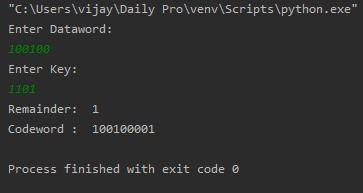 "C:\Users\vijay\Daily Pro\venv\Scripts\python.exe"
Enter Dataword:
100100
Enter Key:
1101
Remainder:  1
Codeword :  100100001
Process finished with exit code 0